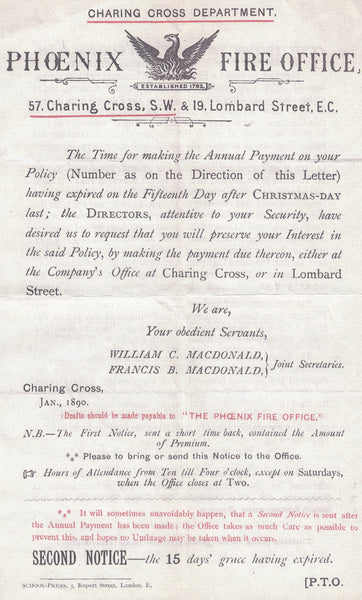 CHARING CROSS DEPARTMENT.
PHŒNIX FIRE OFFICE,
ESTABLISHED 1782.
57, Charing Cross, S.W. & 19, Lombard Street, E.C.
The Time for making the Annual Payment on your
Policy (Number as on the Direction of this Letter)
having expired on the Fifteenth Day after CHRISTMAS-DAY
last; the DIRECTORS, attentive to your Security, have
desired us to request that you will preserve your Interest in
the said Policy, by making the payment due thereon, either at
the Company's Office at Charing Cross, or in Lombard
Street.
We are,
Your obedient Servants,
WILLIAM C. MACDONALD,
FRANCIS B. MACDONALD, } Joint Secretaries.
Charing Cross,
JAN., 1890.
Drafts should be made payable to "THE PHŒNIX FIRE OFFICE."
N.B.—The First Notice, sent a short time back, contained the Amount
of Premium.
*** Please to bring or send this Notice to the Office.
☞ Hours of Attendance from Ten till Four o'clock, except on Saturdays,
when the Office closes at Two.
*** It will sometimes unavoidably happen, that a Second Notice is sent after
the Annual Payment has been made; the Office takes as much Care as possible to
prevent this, and hopes no Umbrage may be taken when it occurs.
SECOND NOTICE—the 15 days' grace having expired.
SCHOOL-PRESS, 5, Rupert Street, London, E.
[P.T.O.